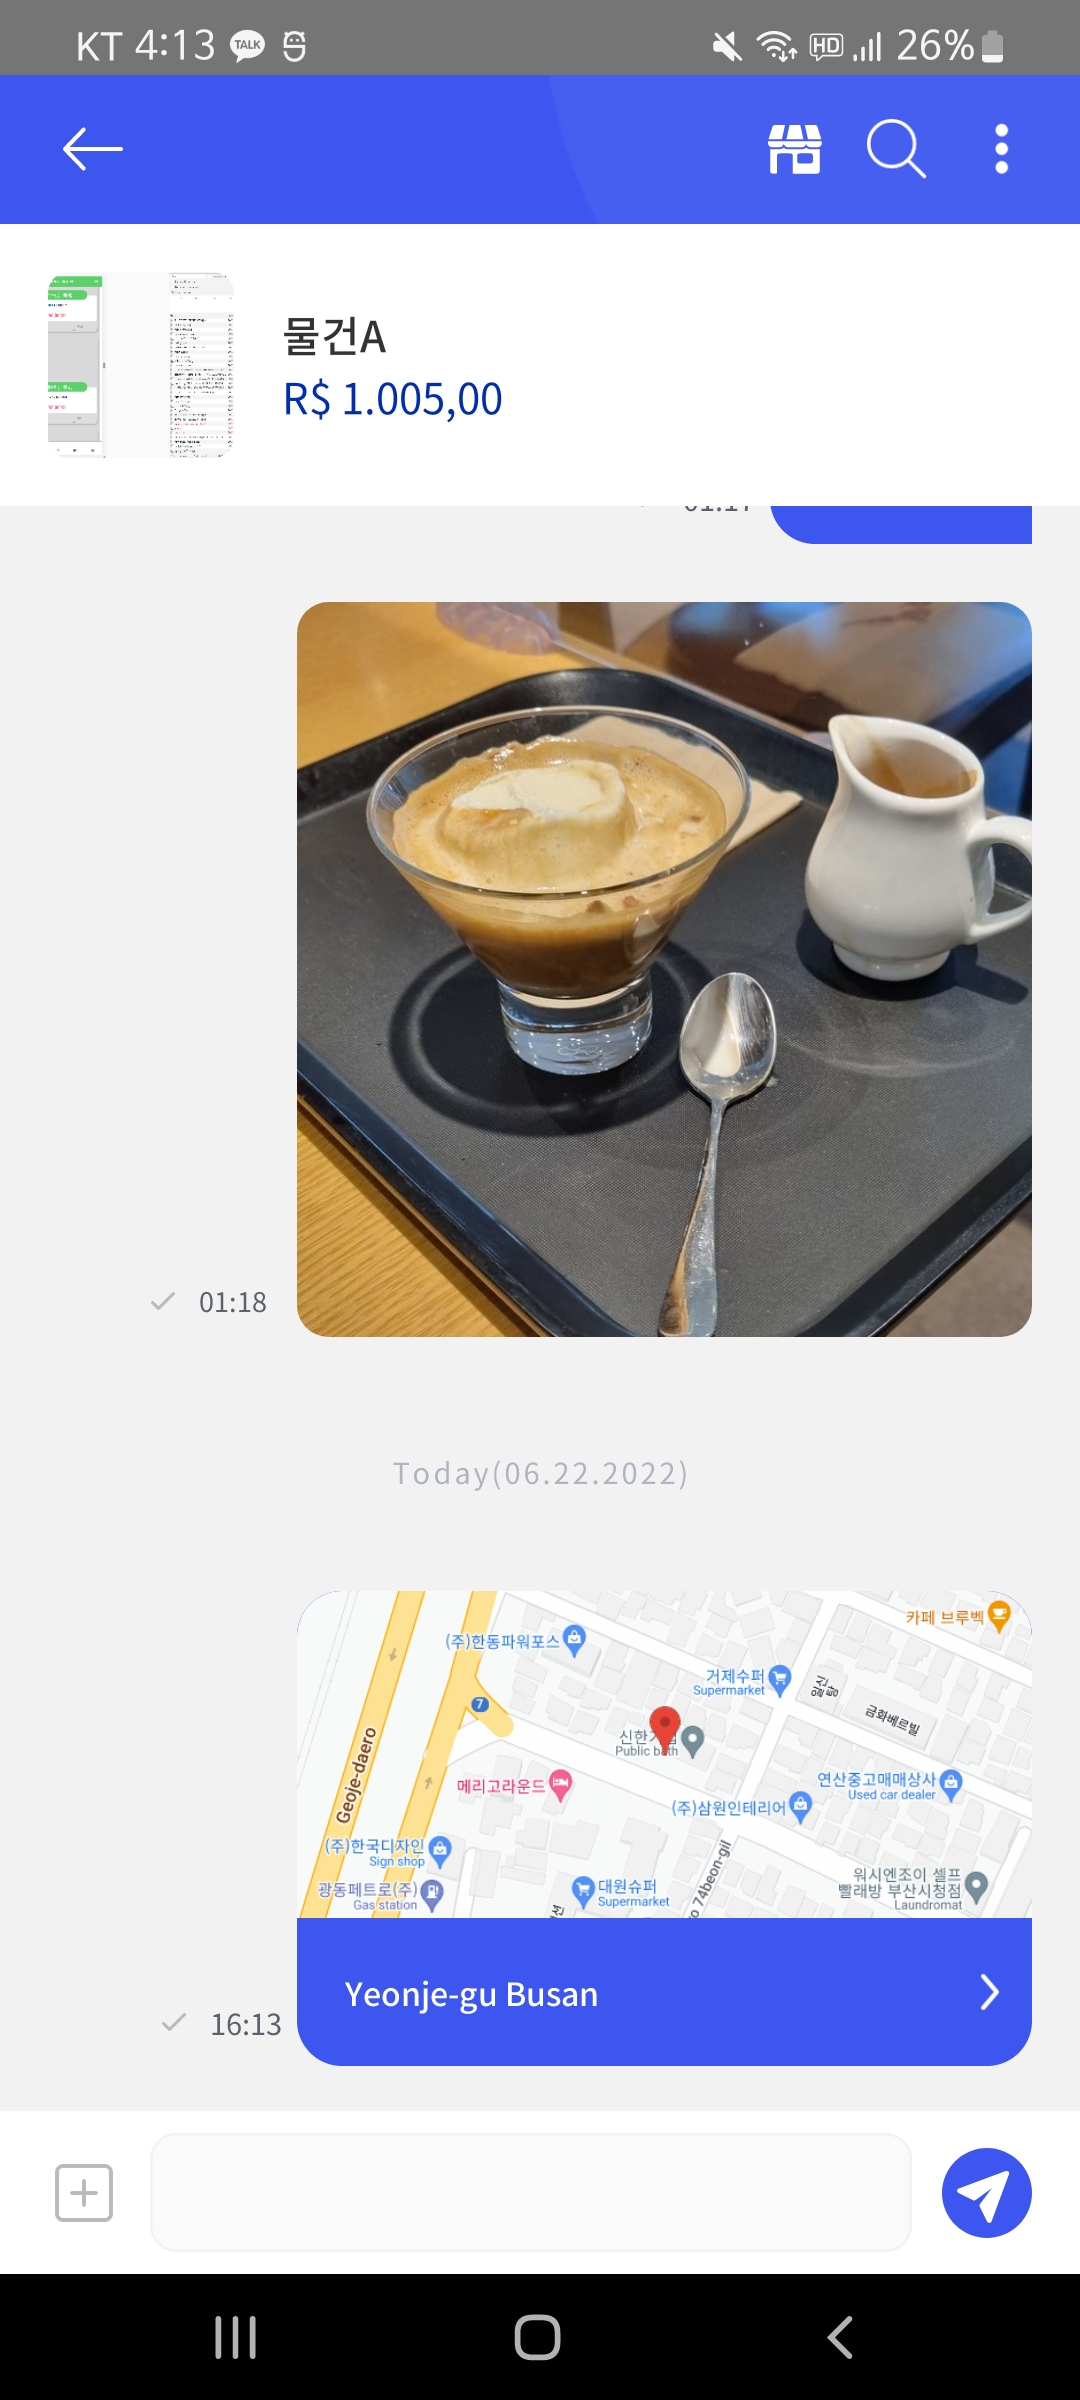 KT 4:13 TALK HD 26%
물건A
R$ 1.005,00
01:18
Today(06.22.2022)
카페 브루벡
(주)한동파워포스
거제수퍼
Supermarket
일신탕
금화베르빌
7
Public bath
Geoje-daero
메리고라운드
연산중고매매상사
Used car dealer
(주)삼원인테리어
(주)한국디자인
Sign shop
워시엔조이 셀프
빨래방 부산시청점
Laundromat
광동페트로(주)
Gas station
대원슈퍼
Supermarket
74beon-gil
Yeonje-gu Busan
16:13